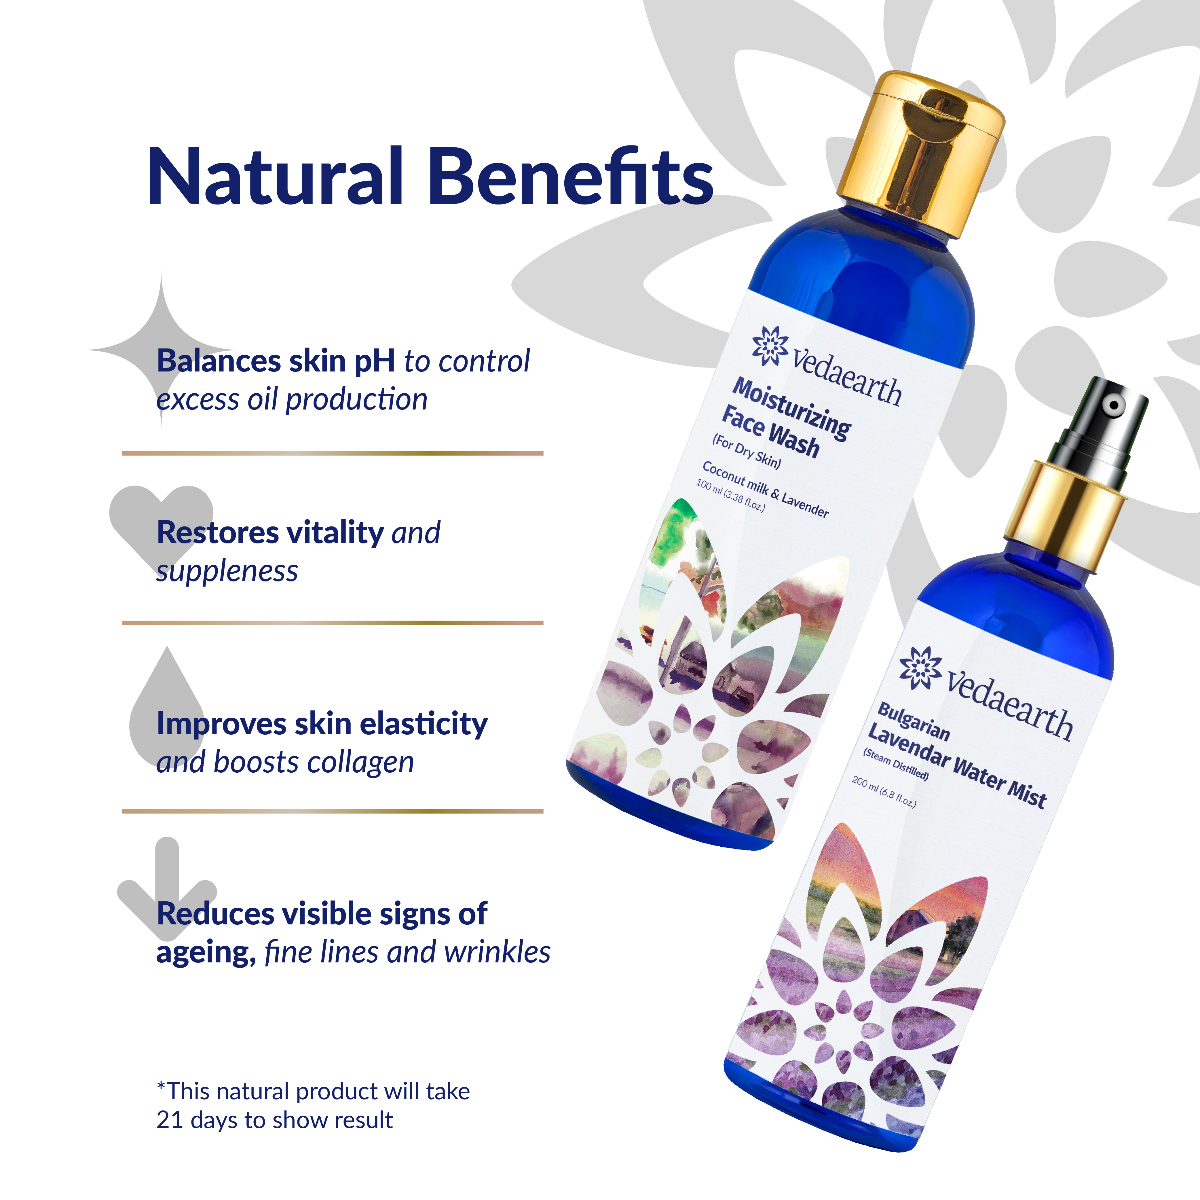 Natural Benefits
Balances skin pH to control
excess oil production
Restores vitality and
suppleness
Improves skin elasticity
and boosts collagen
Reduces visible signs of
ageing, fine lines and wrinkles
*This natural product will take
21 days to show result
vedaearth
Moisturizing
Face Wash
(For Dry Skin)
Coconut milk & Lavender
100 ml (3.38 fl.oz.)
vedaearth
Bulgarian
Lavendar Water Mist
(Steam Distilled)
200 ml (6.8 fl.oz.)